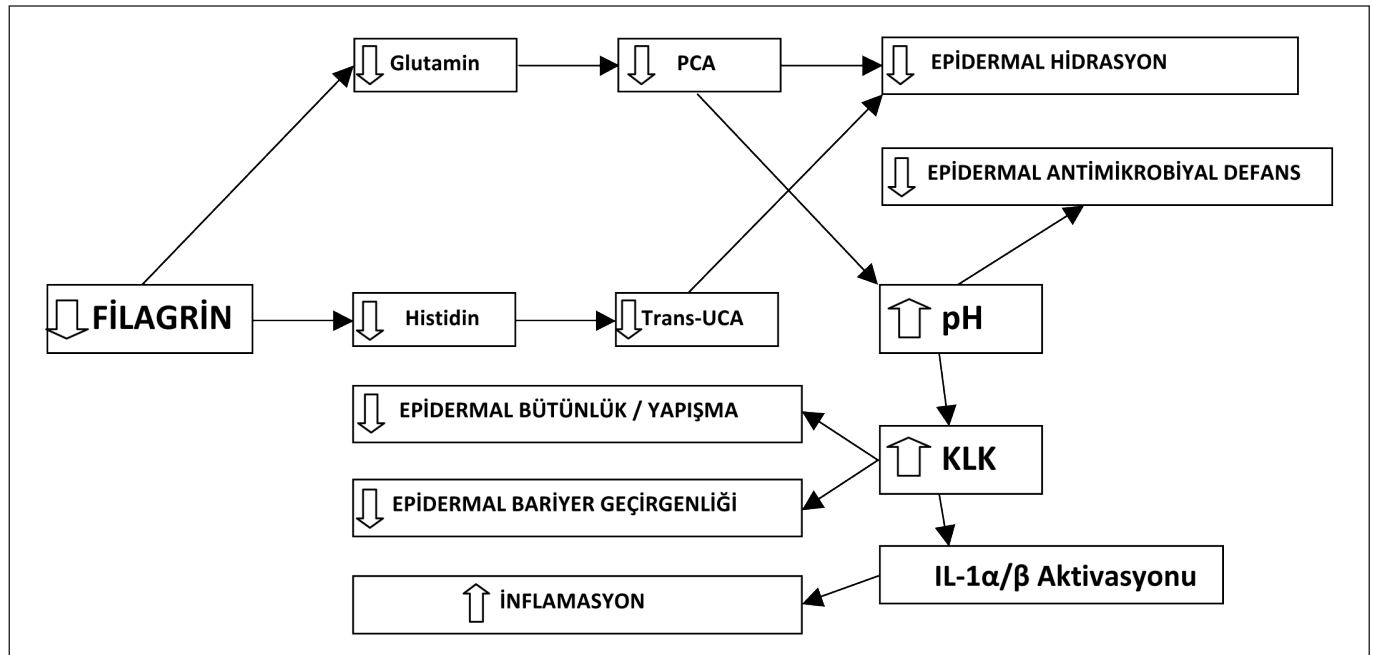 Glutamin
PCA
EPİDERMAL HİDRASYON
EPİDERMAL ANTİMİKROBİYAL DEFANS
FİLAGRİN
Histidin
Trans-UCA
pH
EPİDERMAL BÜTÜNLÜK / YAPIŞMA
KLK
EPİDERMAL BARİYER GEÇİRGENLİĞİ
IL-1α/β Aktivasyonu
İNFLAMASYON